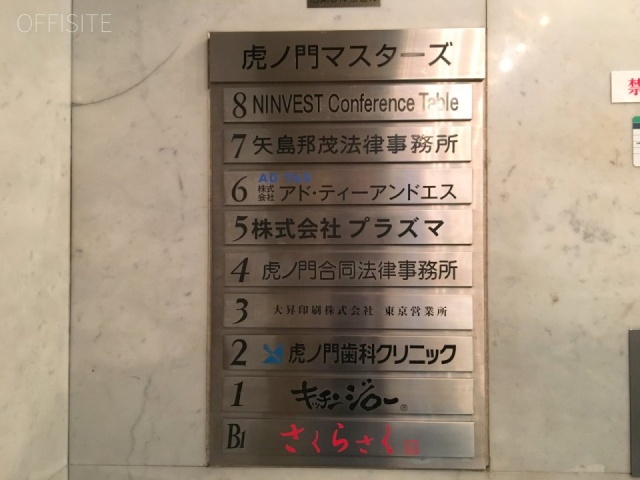 OFFISITE
虎ノ門マスターズ
8 NINVEST Conference Table
7 矢島邦茂法律事務所
6 株式会社 アド・ティーアンドエス
5 株式会社 プラズマ
4 虎ノ門合同法律事務所
3 大昇印刷株式会社 東京営業所
2 虎ノ門歯科クリニック
1 キッチンジロー®
B1 さくらさく
禁